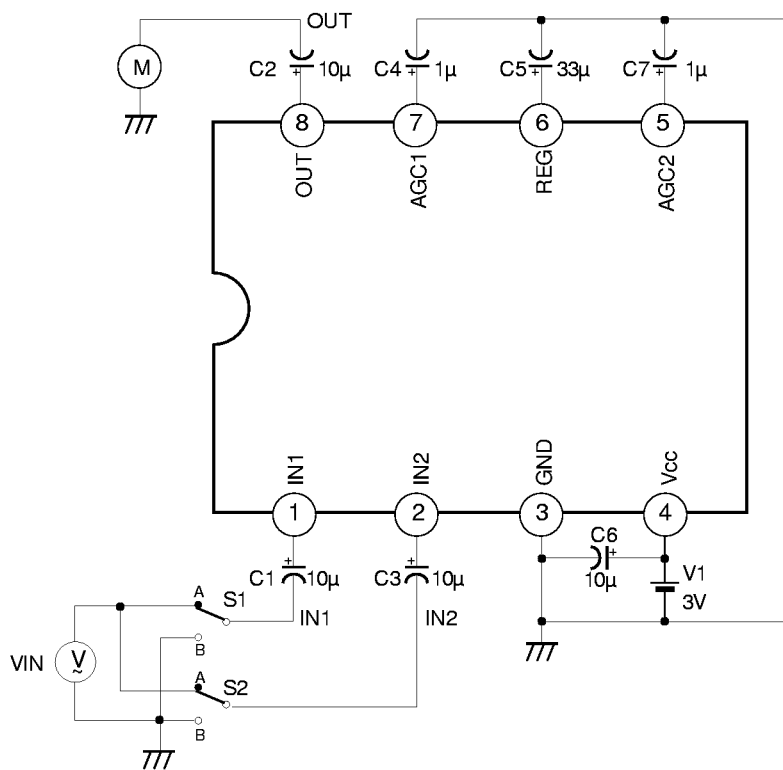 OUT
M
C2 10µ
C4 1µ
C5 33µ
C7 1µ
+ + + +
8 7 6 5
OUT
AGC1
REG
AGC2
IN1
IN2
GND
Vcc
1 2 3 4
C6
+
10µ
+
C1 10µ
+
C3 10µ
V1
3V
A
S1
IN1
IN2
B
VIN
V
~
A
S2
B